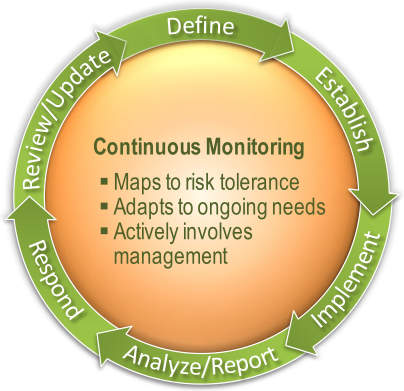 Define
Establish
Implement
Analyze/Report
Respond
Review/Update
Continuous Monitoring
▪ Maps to risk tolerance
▪ Adapts to ongoing needs
▪ Actively involves
management